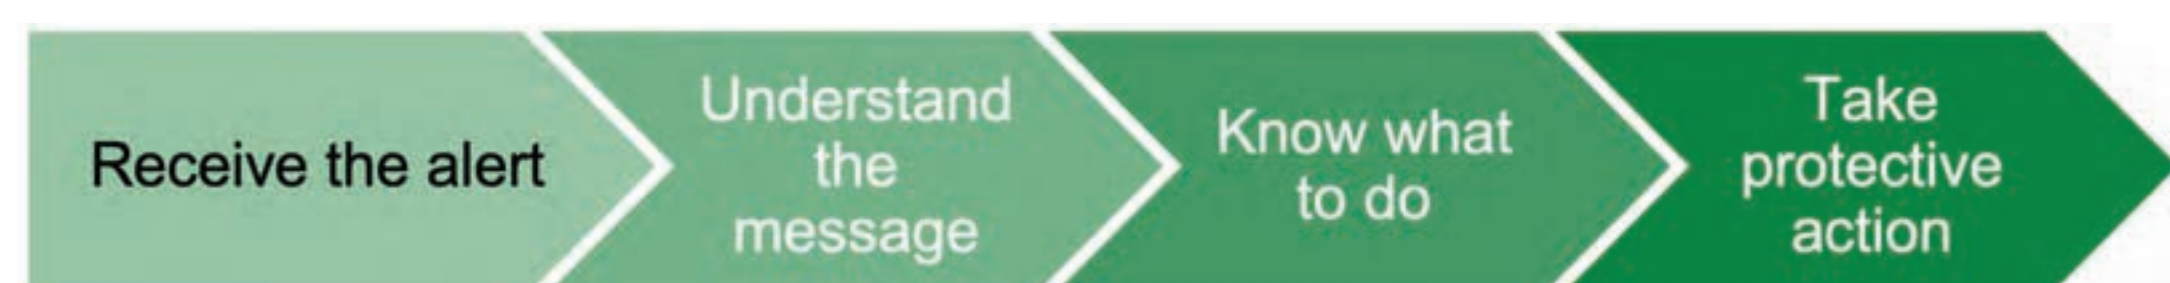 Receive the alert
Understand
the
message
Know what
to do
Take
protective
action